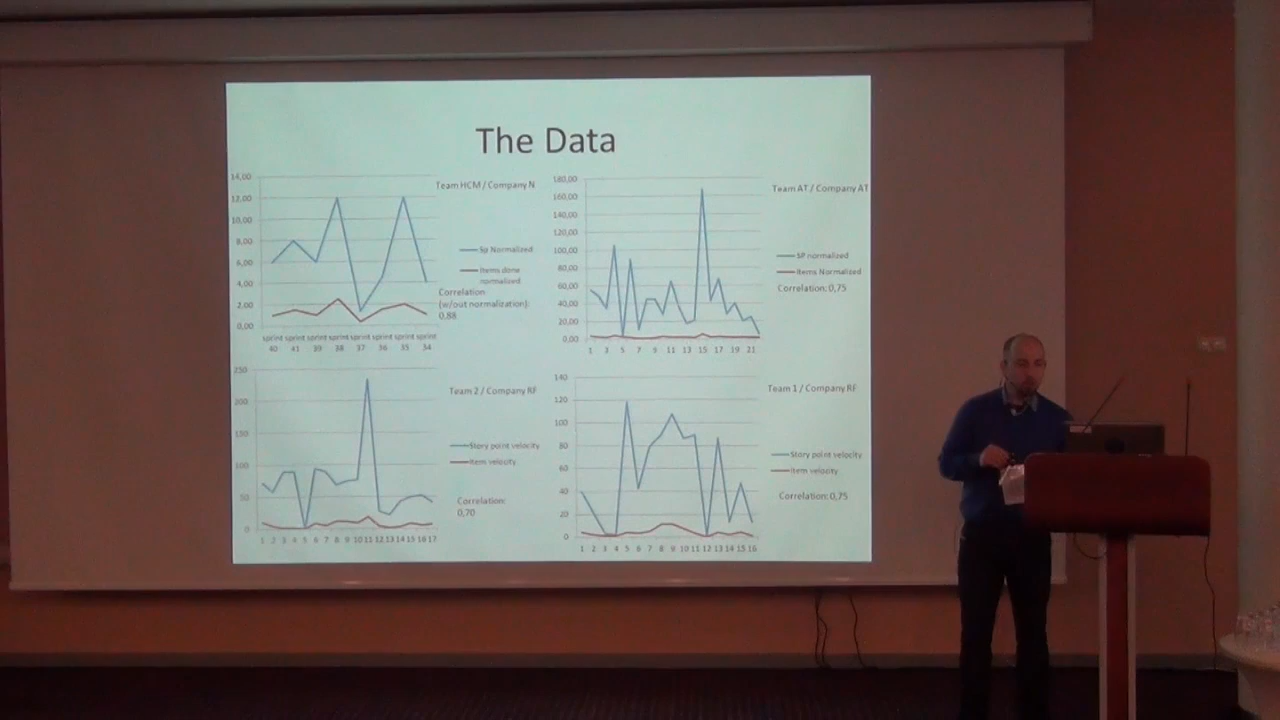 The Data
14,00
12,00
10,00
8,00
6,00
4,00
2,00
0,00
sprint sprint sprint sprint sprint sprint sprint sprint
40 41 39 38 37 36 35 34
Team HCM / Company N
Sp Normalized
Items done
normalized
Correlation
(w/out normalization):
0,88
180,00
160,00
140,00
120,00
100,00
80,00
60,00
40,00
20,00
0,00
1 3 5 7 9 11 13 15 17 19 21
Team AT / Company AT
SP normalized
Items Normalized
Correlation: 0,75
250
200
150
100
50
0
1 2 3 4 5 6 7 8 9 10 11 12 13 14 15 16 17
Team 2 / Company RF
Story point velocity
Item velocity
Correlation:
0,70
140
120
100
80
60
40
20
0
1 2 3 4 5 6 7 8 9 10 11 12 13 14 15 16
Team 1 / Company RF
Story point velocity
Item velocity
Correlation: 0,75